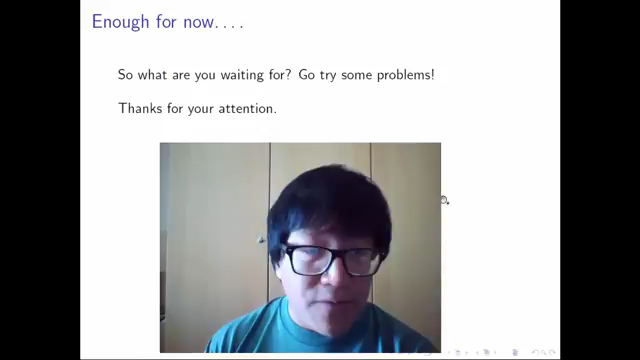 Enough for now. . . .
So what are you waiting for? Go try some problems!
Thanks for your attention.